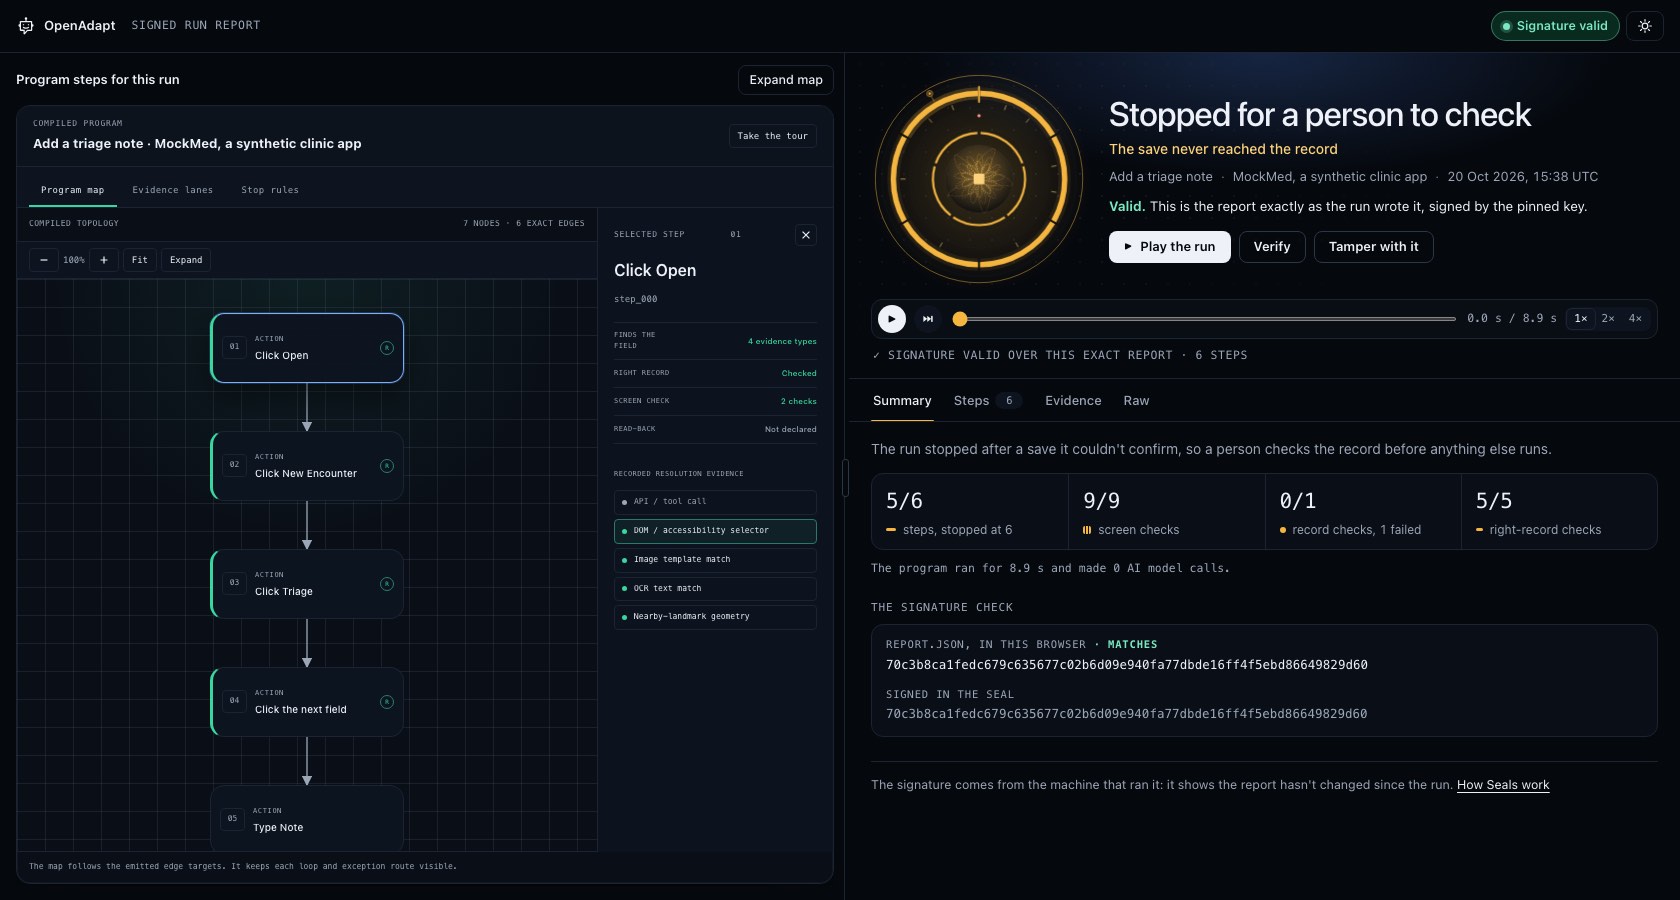 OpenAdapt SIGNED RUN REPORT
Signature valid
Program steps for this run
Expand map
COMPILED PROGRAM
Add a triage note · MockMed, a synthetic clinic app
Take the tour
Program map Evidence lanes Stop rules
COMPILED TOPOLOGY 7 NODES · 6 EXACT EDGES
− 100% + Fit Expand
01 ACTION
Click Open
R
02 ACTION
Click New Encounter
R
03 ACTION
Click Triage
R
04 ACTION
Click the next field
R
05 ACTION
Type Note
SELECTED STEP 01
Click Open
step_000
FINDS THE FIELD
4 evidence types
RIGHT RECORD Checked
SCREEN CHECK 2 checks
READ-BACK Not declared
RECORDED RESOLUTION EVIDENCE
API / tool call
DOM / accessibility selector
Image template match
OCR text match
Nearby-landmark geometry
The map follows the emitted edge targets. It keeps each loop and exception route visible.
Stopped for a person to check
The save never reached the record
Add a triage note · MockMed, a synthetic clinic app · 20 Oct 2026, 15:38 UTC
Valid. This is the report exactly as the run wrote it, signed by the pinned key.
Play the run Verify Tamper with it
0.0 s / 8.9 s 1× 2× 4×
✓ SIGNATURE VALID OVER THIS EXACT REPORT · 6 STEPS
Summary Steps 6 Evidence Raw
The run stopped after a save it couldn't confirm, so a person checks the record before anything else runs.
5/6
steps, stopped at 6
9/9
screen checks
0/1
record checks, 1 failed
5/5
right-record checks
The program ran for 8.9 s and made 0 AI model calls.
THE SIGNATURE CHECK
REPORT.JSON, IN THIS BROWSER · MATCHES
70c3b8ca1fedc679c635677c02b6d09e940fa77dbde16ff4f5ebd86649829d60
SIGNED IN THE SEAL
70c3b8ca1fedc679c635677c02b6d09e940fa77dbde16ff4f5ebd86649829d60
The signature comes from the machine that ran it: it shows the report hasn't changed since the run. How Seals work